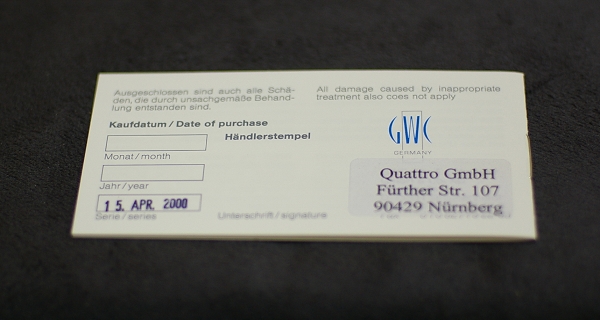 Ausgeschlossen sind auch alle Schä-
den, die durch unsachgemäße Behand-
lung entstanden sind.
All damage caused by inappropriate
treatment also coes not apply
Kaufdatum / Date of purchase
Händlerstempel
Monat / month
Jahr / year
15. APR. 2000
Serie / series
Unterschrift / signature
GWC
GERMANY
Quattro GmbH
Fürther Str. 107
90429 Nürnberg